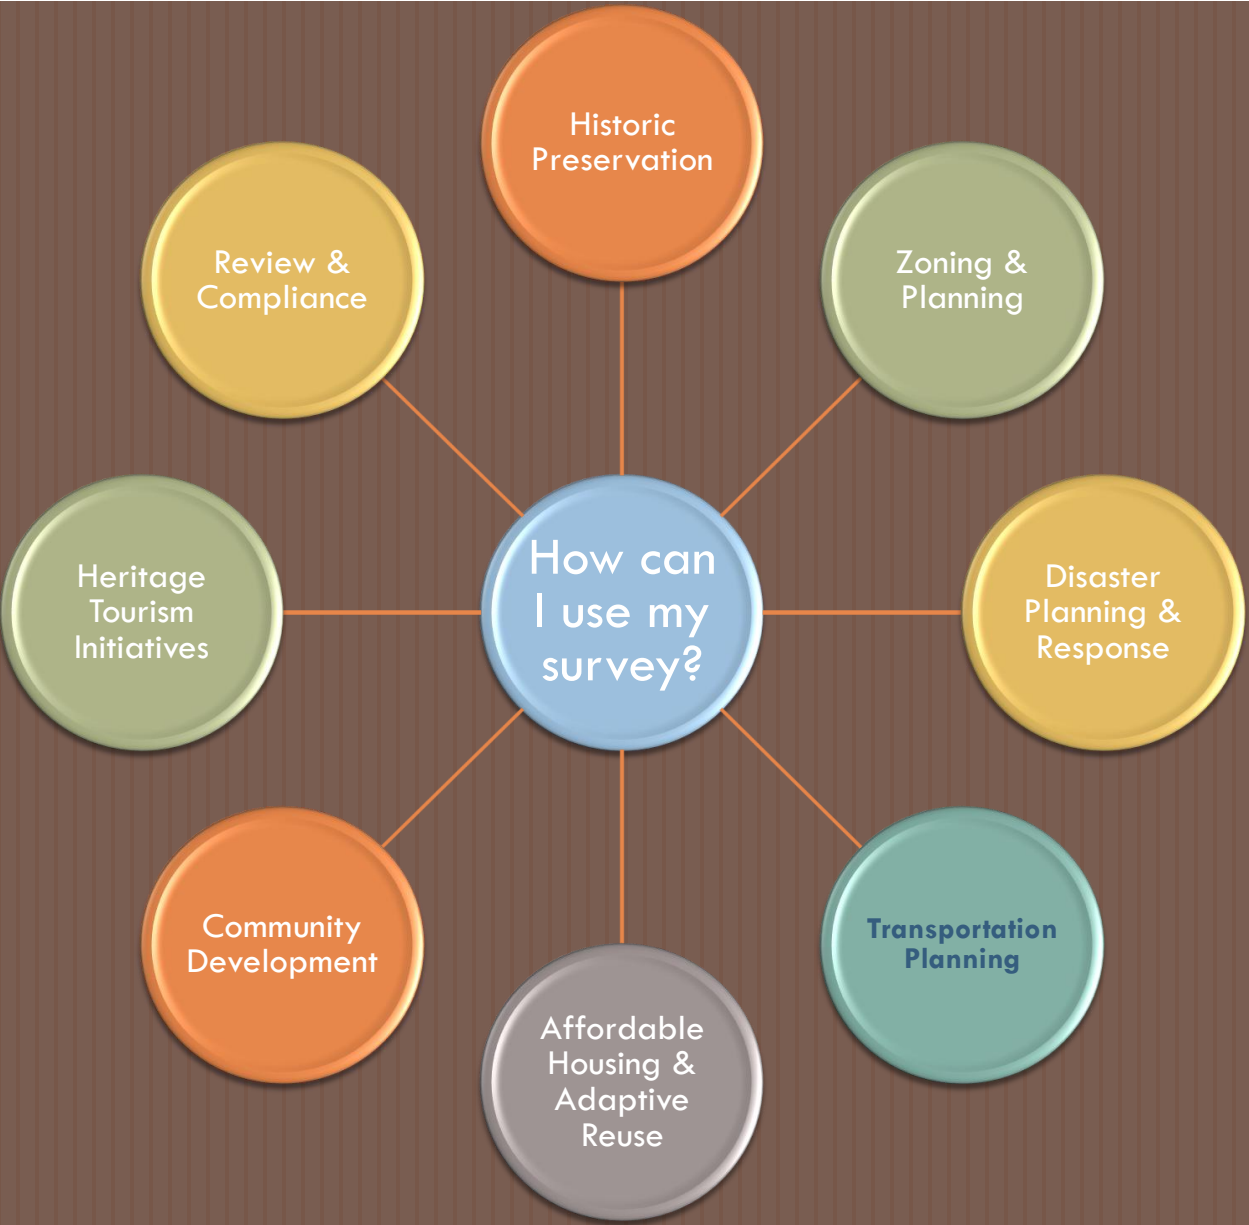 Historic
Preservation
Zoning &
Planning
Disaster
Planning &
Response
Transportation
Planning
Affordable
Housing &
Adaptive
Reuse
Community
Development
Heritage
Tourism
Initiatives
Review &
Compliance
How can
I use my
survey?